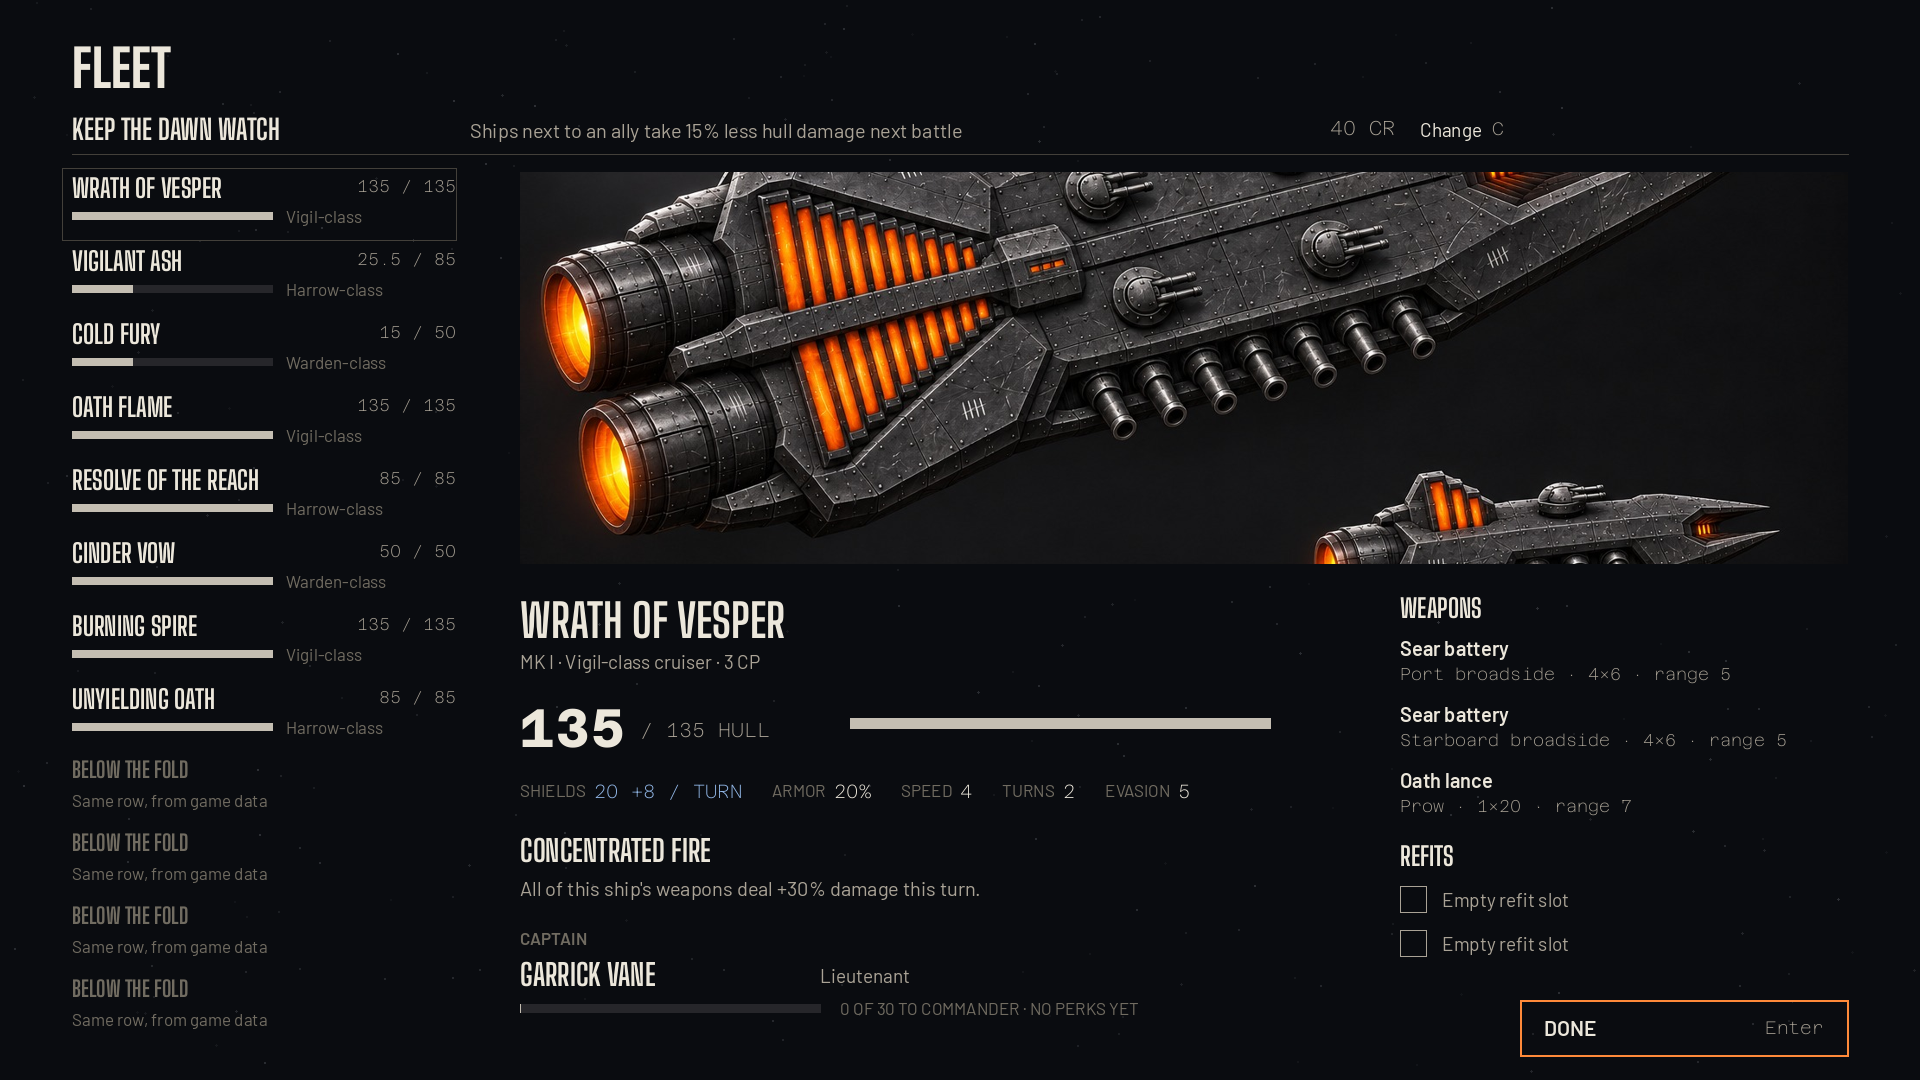 FLEET
KEEP THE DAWN WATCH
Ships next to an ally take 15% less hull damage next battle
40 CR
Change C
WRATH OF VESPER
135 / 135
Vigil-class
VIGILANT ASH
25.5 / 85
Harrow-class
COLD FURY
15 / 50
Warden-class
OATH FLAME
135 / 135
Vigil-class
RESOLVE OF THE REACH
85 / 85
Harrow-class
CINDER VOW
50 / 50
Warden-class
BURNING SPIRE
135 / 135
Vigil-class
UNYIELDING OATH
85 / 85
Harrow-class
BELOW THE FOLD
Same row, from game data
BELOW THE FOLD
Same row, from game data
BELOW THE FOLD
Same row, from game data
BELOW THE FOLD
Same row, from game data
WRATH OF VESPER
MK I · Vigil-class cruiser · 3 CP
135 / 135 HULL
SHIELDS 20 +8 / TURN ARMOR 20% SPEED 4 TURNS 2 EVASION 5
CONCENTRATED FIRE
All of this ship's weapons deal +30% damage this turn.
CAPTAIN
GARRICK VANE
Lieutenant
0 OF 30 TO COMMANDER · NO PERKS YET
WEAPONS
Sear battery
Port broadside · 4×6 · range 5
Sear battery
Starboard broadside · 4×6 · range 5
Oath lance
Prow · 1×20 · range 7
REFITS
Empty refit slot
Empty refit slot
DONE Enter